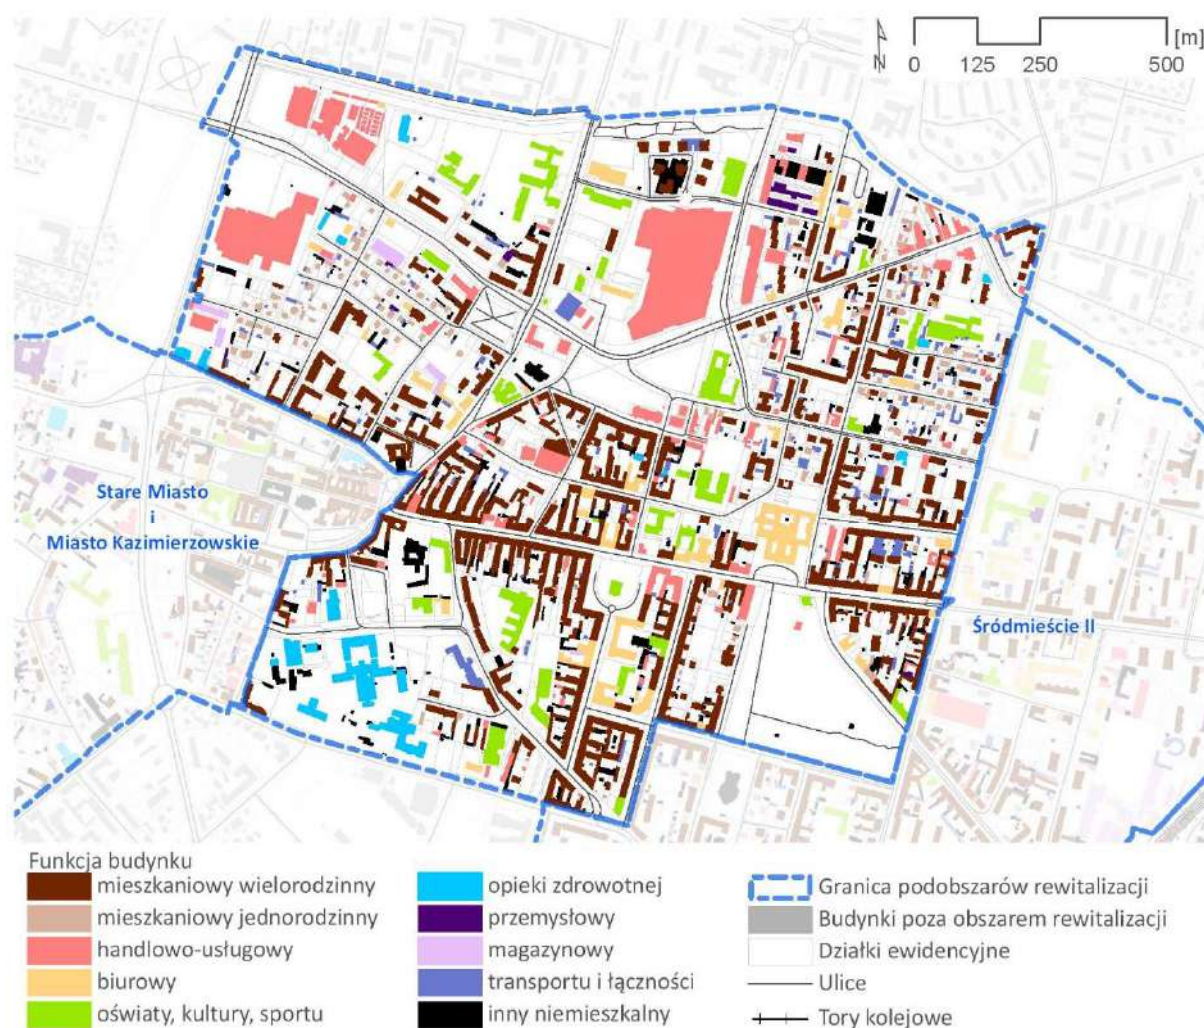 [m]
N 0 125 250 500
Stare Miasto
i
Miasto Kazimierzowskie
Śródmieście II
Funkcja budynku
mieszkaniowy wielorodzinny
mieszkaniowy jednorodzinny
handlowo-usługowy
biurowy
oświaty, kultury, sportu
opieki zdrowotnej
przemysłowy
magazynowy
transportu i łączności
inny niemieszkalny
Granica podobszarów rewitalizacji
Budynki poza obszarem rewitalizacji
Działki ewidencyjne
Ulice
Tory kolejowe